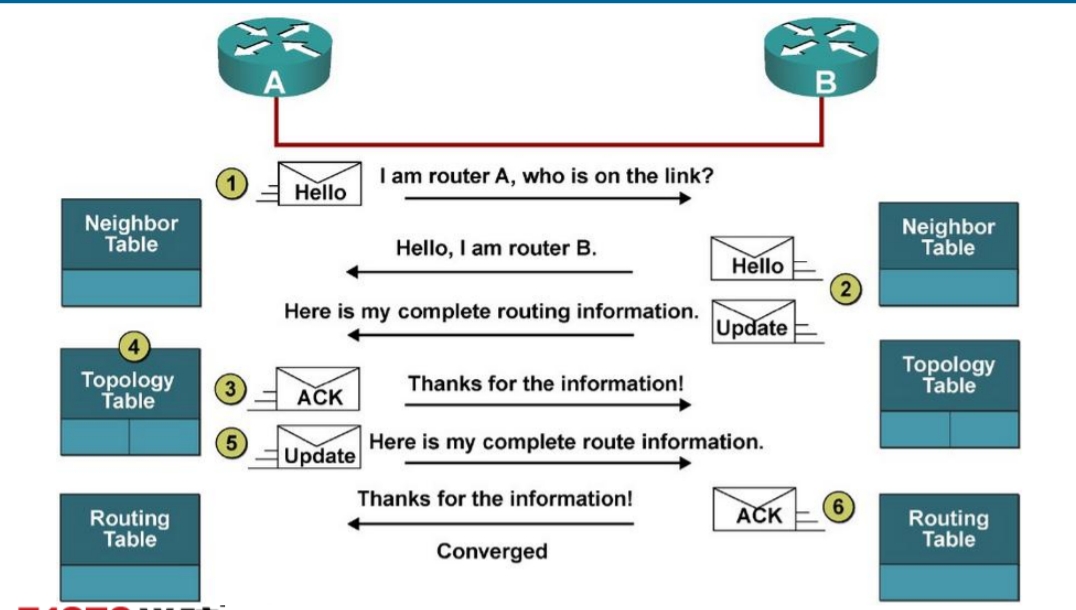 A
B
1
Hello
I am router A, who is on the link?
Neighbor
Table
Neighbor
Table
Hello, I am router B.
Hello
2
Here is my complete routing information.
Update
4
Topology
Table
3
ACK
Thanks for the information!
Topology
Table
5
Update
Here is my complete route information.
Thanks for the information!
ACK
6
Routing
Table
Routing
Table
Converged